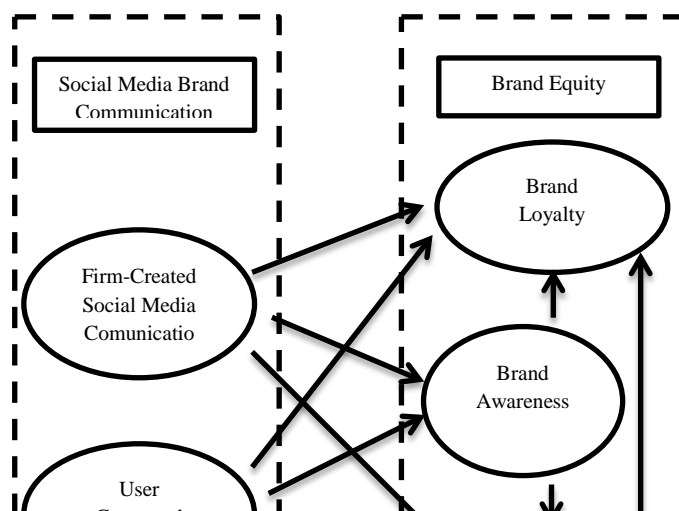 Social Media Brand
Communication
Brand Equity
Brand
Loyalty
Firm-Created
Social Media
Comunicatio
Brand
Awareness
User